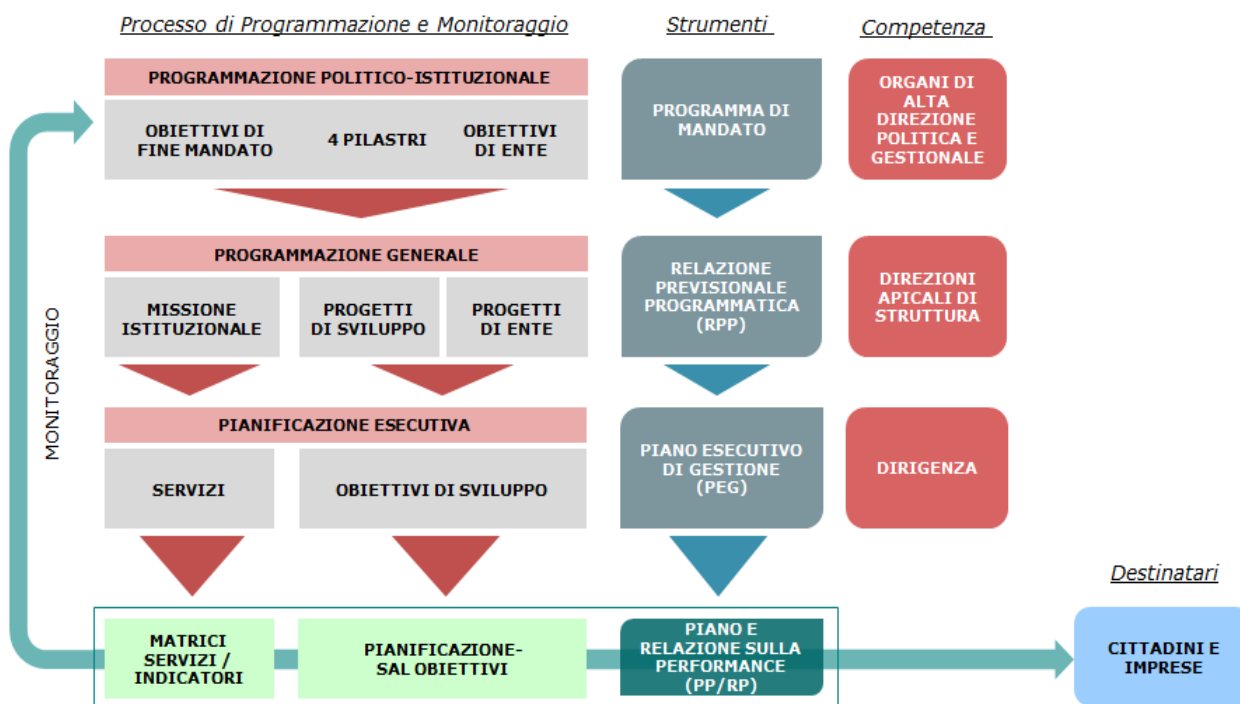 Processo di Programmazione e Monitoraggio
Strumenti
Competenza
PROGRAMMAZIONE POLITICO-ISTITUZIONALE
OBIETTIVI DI
FINE MANDATO
4 PILASTRI
OBIETTIVI
DI ENTE
PROGRAMMA DI
MANDATO
ORGANI DI
ALTA
DIREZIONE
POLITICA E
GESTIONALE
PROGRAMMAZIONE GENERALE
MISSIONE
ISTITUZIONALE
PROGETTI
DI SVILUPPO
PROGETTI
DI ENTE
RELAZIONE
PREVISIONALE
PROGRAMMATICA
(RPP)
DIREZIONI
APICALI DI
STRUTTURA
MONITORAGGIO
PIANIFICAZIONE ESECUTIVA
SERVIZI
OBIETTIVI DI SVILUPPO
PIANO ESECUTIVO
DI GESTIONE
(PEG)
DIRIGENZA
Destinatari
MATRICI
SERVIZI /
INDICATORI
PIANIFICAZIONE-
SAL OBIETTIVI
PIANO E
RELAZIONE SULLA
PERFORMANCE
(PP/RP)
CITTADINI E
IMPRESE